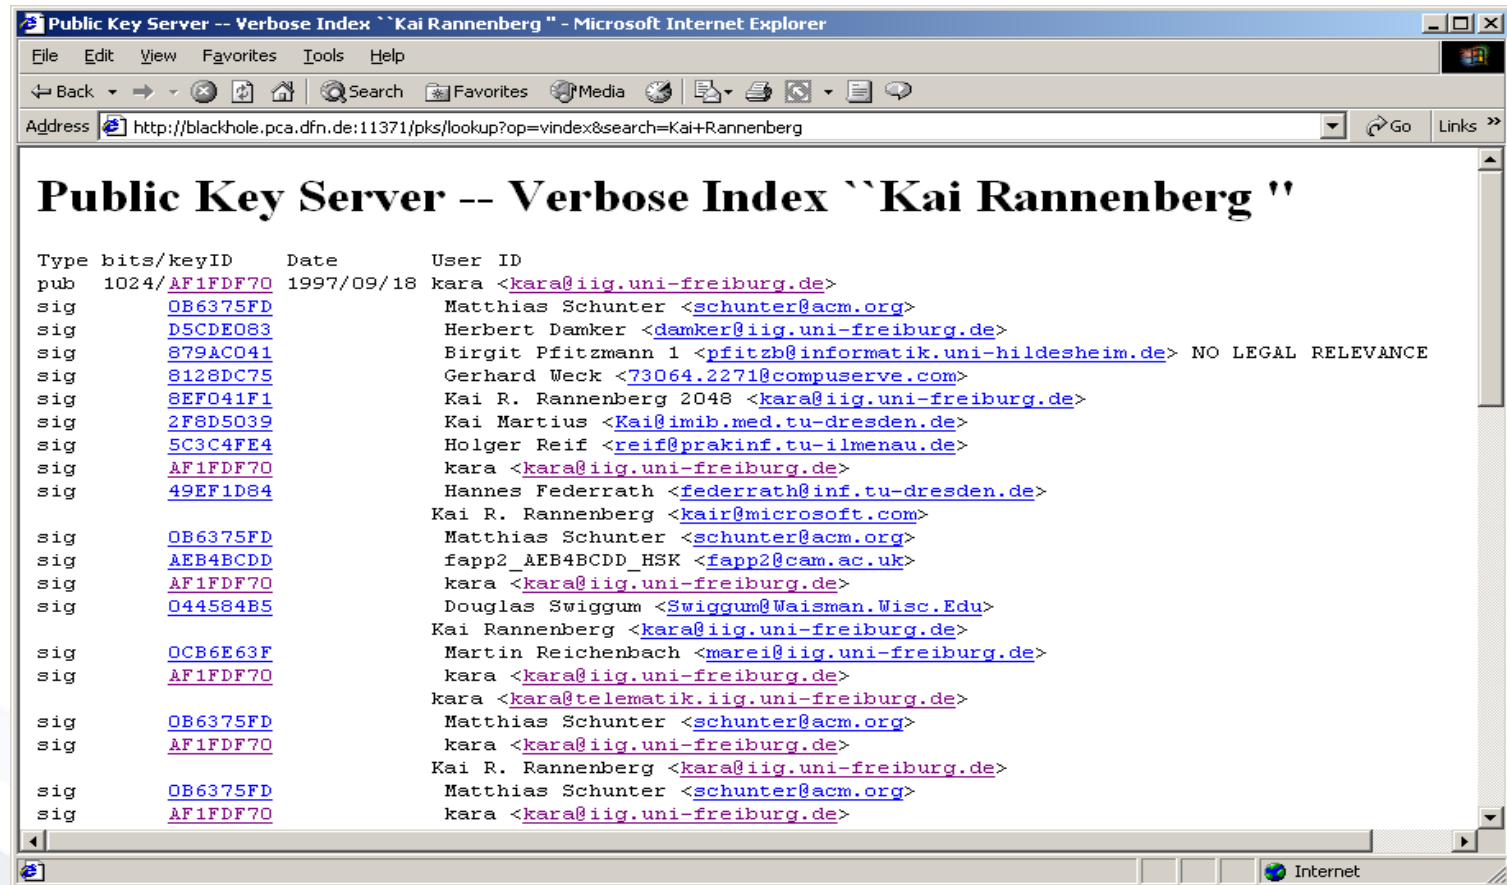 Public Key Server -- Verbose Index ``Kai Rannenberg '' - Microsoft Internet Explorer
File Edit View Favorites Tools Help
Back Search Favorites Media
Address http://blackhole.pca.dfn.de:11371/pks/lookup?op=vindex&search=Kai+Rannenberg Go Links »
Public Key Server -- Verbose Index ``Kai Rannenberg ''
Type bits/keyID Date User ID
pub 1024/AF1FDF70 1997/09/18 kara <kara@iig.uni-freiburg.de>
sig 0B6375FD Matthias Schunter <schunter@acm.org>
sig D5CDE083 Herbert Damker <damker@iig.uni-freiburg.de>
sig 879AC041 Birgit Pfitzmann 1 <pfitzb@informatik.uni-hildesheim.de> NO LEGAL RELEVANCE
sig 8128DC75 Gerhard Weck <73064.2271@compuserve.com>
sig 8EF041F1 Kai R. Rannenberg 2048 <kara@iig.uni-freiburg.de>
sig 2F8D5039 Kai Martius <Kai@imib.med.tu-dresden.de>
sig 5C3C4FE4 Holger Reif <reif@prakinf.tu-ilmenau.de>
sig AF1FDF70 kara <kara@iig.uni-freiburg.de>
sig 49EF1D84 Hannes Federrath <federrath@inf.tu-dresden.de>
Kai R. Rannenberg <kair@microsoft.com>
sig 0B6375FD Matthias Schunter <schunter@acm.org>
sig AEB4BCDD fapp2_AEB4BCDD_HSK <fapp2@cam.ac.uk>
sig AF1FDF70 kara <kara@iig.uni-freiburg.de>
sig 044584B5 Douglas Swiggum <Swiggum@Waisman.Wisc.Edu>
Kai Rannenberg <kara@iig.uni-freiburg.de>
sig 0CB6E63F Martin Reichenbach <marei@iig.uni-freiburg.de>
sig AF1FDF70 kara <kara@iig.uni-freiburg.de>
kara <kara@telematik.iig.uni-freiburg.de>
sig 0B6375FD Matthias Schunter <schunter@acm.org>
sig AF1FDF70 kara <kara@iig.uni-freiburg.de>
Kai R. Rannenberg <kara@iig.uni-freiburg.de>
sig 0B6375FD Matthias Schunter <schunter@acm.org>
sig AF1FDF70 kara <kara@iig.uni-freiburg.de>
Internet